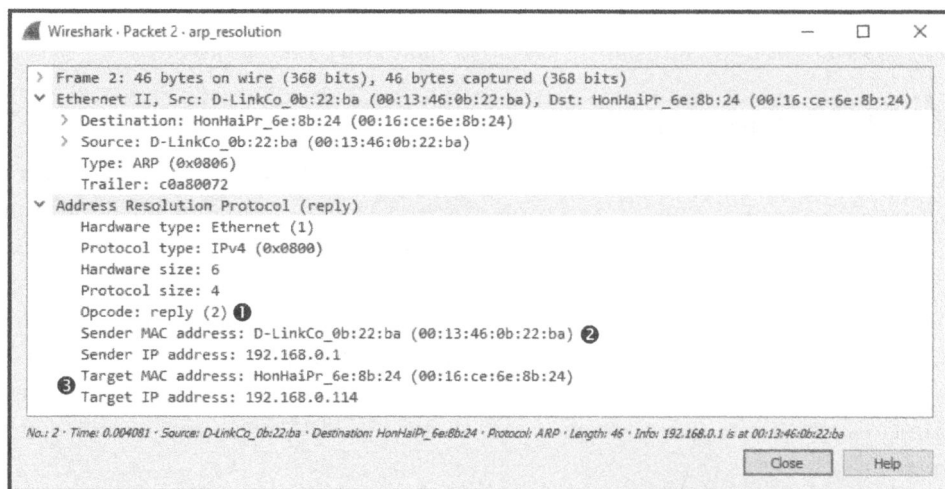 Wireshark · Packet 2 · arp_resolution
> Frame 2: 46 bytes on wire (368 bits), 46 bytes captured (368 bits)
Ethernet II, Src: D-LinkCo_0b:22:ba (00:13:46:0b:22:ba), Dst: HonHaiPr_6e:8b:24 (00:16:ce:6e:8b:24)
> Destination: HonHaiPr_6e:8b:24 (00:16:ce:6e:8b:24)
> Source: D-LinkCo_0b:22:ba (00:13:46:0b:22:ba)
Type: ARP (0x0806)
Trailer: c0a80072
Address Resolution Protocol (reply)
Hardware type: Ethernet (1)
Protocol type: IPv4 (0x0800)
Hardware size: 6
Protocol size: 4
Opcode: reply (2) ❶
Sender MAC address: D-LinkCo_0b:22:ba (00:13:46:0b:22:ba) ❷
Sender IP address: 192.168.0.1
❸ Target MAC address: HonHaiPr_6e:8b:24 (00:16:ce:6e:8b:24)
Target IP address: 192.168.0.114
No.: 2 · Time: 0.004081 · Source: D-LinkCo_0b:22:ba · Destination: HonHaiPr_6e:8b:24 · Protocol: ARP · Length: 46 · Info: 192.168.0.1 is at 00:13:46:0b:22:ba
Close Help